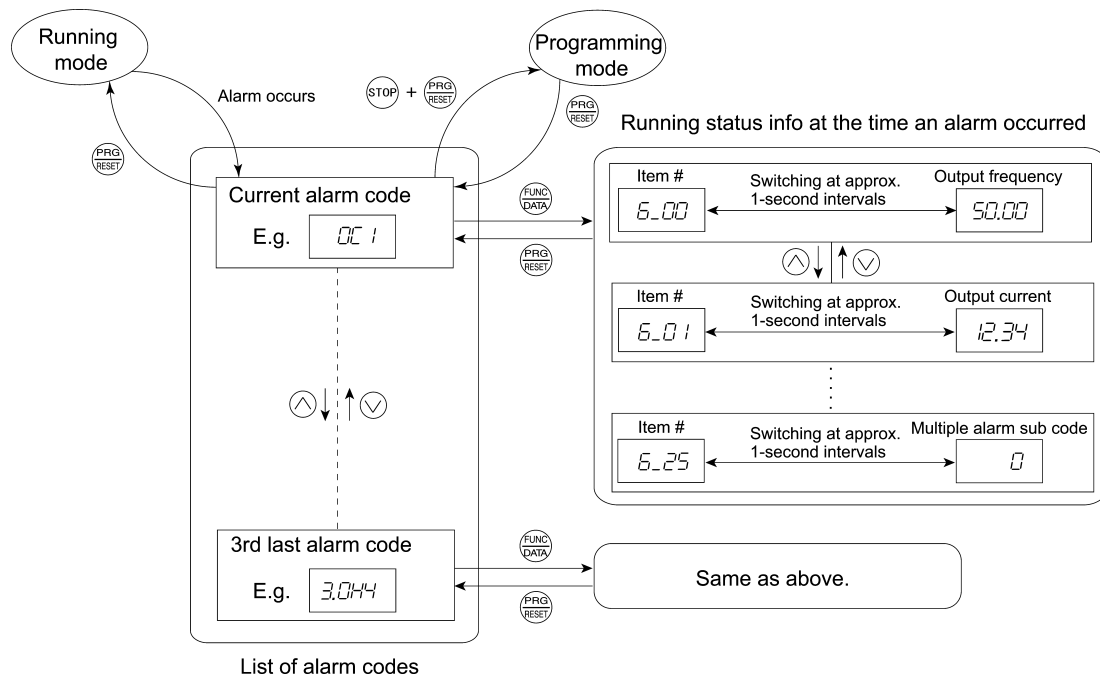 Running
mode
Programming
mode
Alarm occurs
STOP + PRG
RESET
PRG
RESET
PRG
RESET
Running status info at the time an alarm occurred
Current alarm code
E.g. OC1
FUNC
DATA
PRG
RESET
Item #
6_00
Switching at approx.
1-second intervals
Output frequency
50.00
Item #
6_01
Switching at approx.
1-second intervals
Output current
12.34
Item #
6_25
Switching at approx.
1-second intervals
Multiple alarm sub code
0
3rd last alarm code
E.g. 3.OH4
FUNC
DATA
PRG
RESET
Same as above.
List of alarm codes